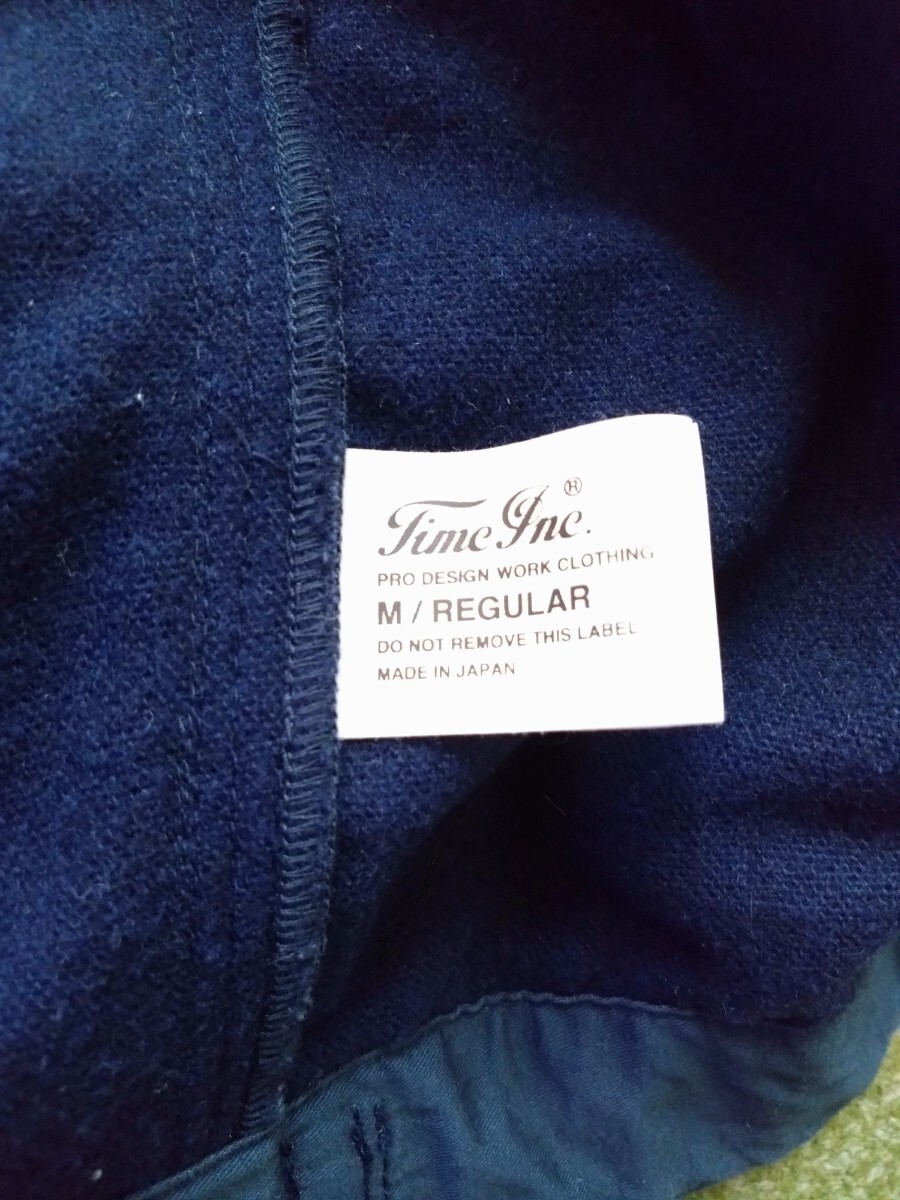 Time Inc.®
PRO DESIGN WORK CLOTHING
M / REGULAR
DO NOT REMOVE THIS LABEL
MADE IN JAPAN